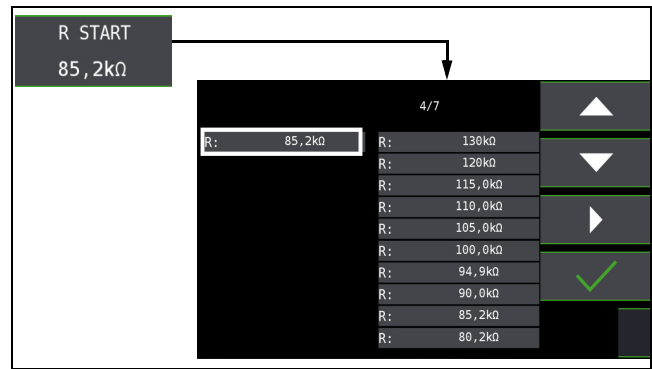 R START
85,2kΩ
4/7
R: 85,2kΩ
R: 130kΩ
R: 120kΩ
R: 115,0kΩ
R: 110,0kΩ
R: 105,0kΩ
R: 100,0kΩ
R: 94,9kΩ
R: 90,0kΩ
R: 85,2kΩ
R: 80,2kΩ